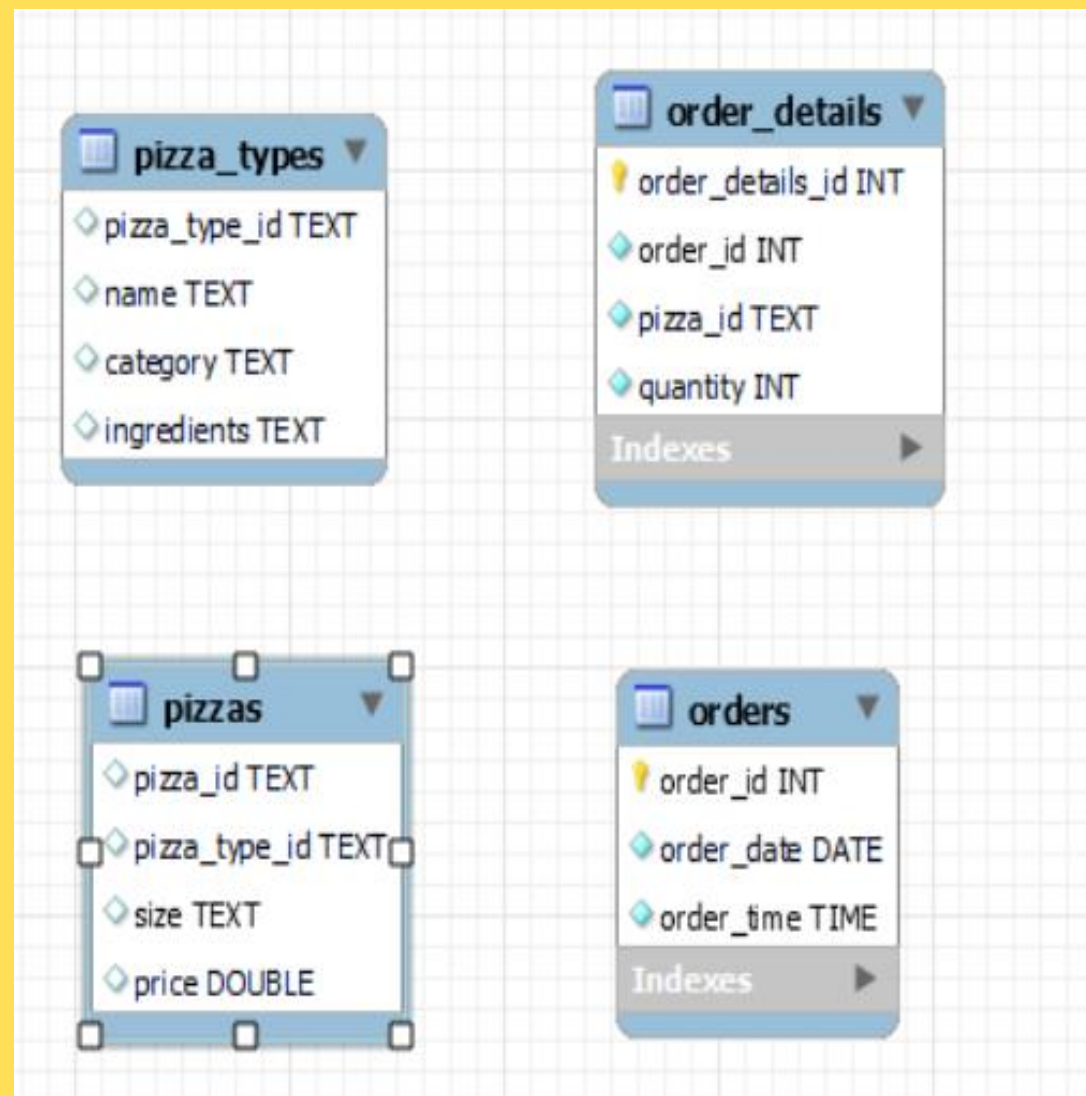 pizza_types
pizza_type_id TEXT
name TEXT
category TEXT
ingredients TEXT
order_details
order_details_id INT
order_id INT
pizza_id TEXT
quantity INT
Indexes
pizzas
pizza_id TEXT
pizza_type_id TEXT
size TEXT
price DOUBLE
orders
order_id INT
order_date DATE
order_time TIME
Indexes